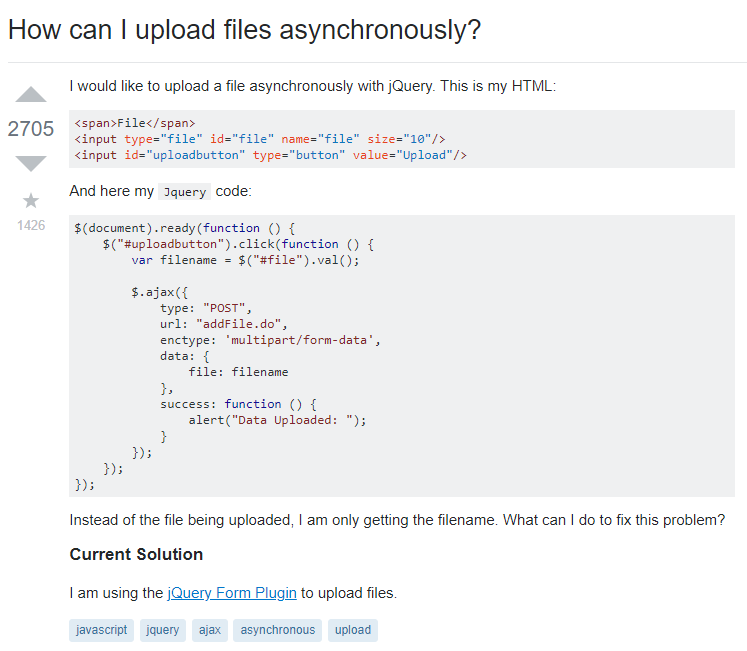 How can I upload files asynchronously?
I would like to upload a file asynchronously with jQuery. This is my HTML:
2705
<span>File</span>
<input type="file" id="file" name="file" size="10"/>
<input id="uploadbutton" type="button" value="Upload"/>
And here my Jquery code:
1426
$(document).ready(function () {
    $("#uploadbutton").click(function () {
        var filename = $("#file").val();

        $.ajax({
            type: "POST",
            url: "addFile.do",
            enctype: 'multipart/form-data',
            data: {
                file: filename
            },
            success: function () {
                alert("Data Uploaded: ");
            }
        });
    });
});
Instead of the file being uploaded, I am only getting the filename. What can I do to fix this problem?
Current Solution
I am using the jQuery Form Plugin to upload files.
javascript jquery ajax asynchronous upload